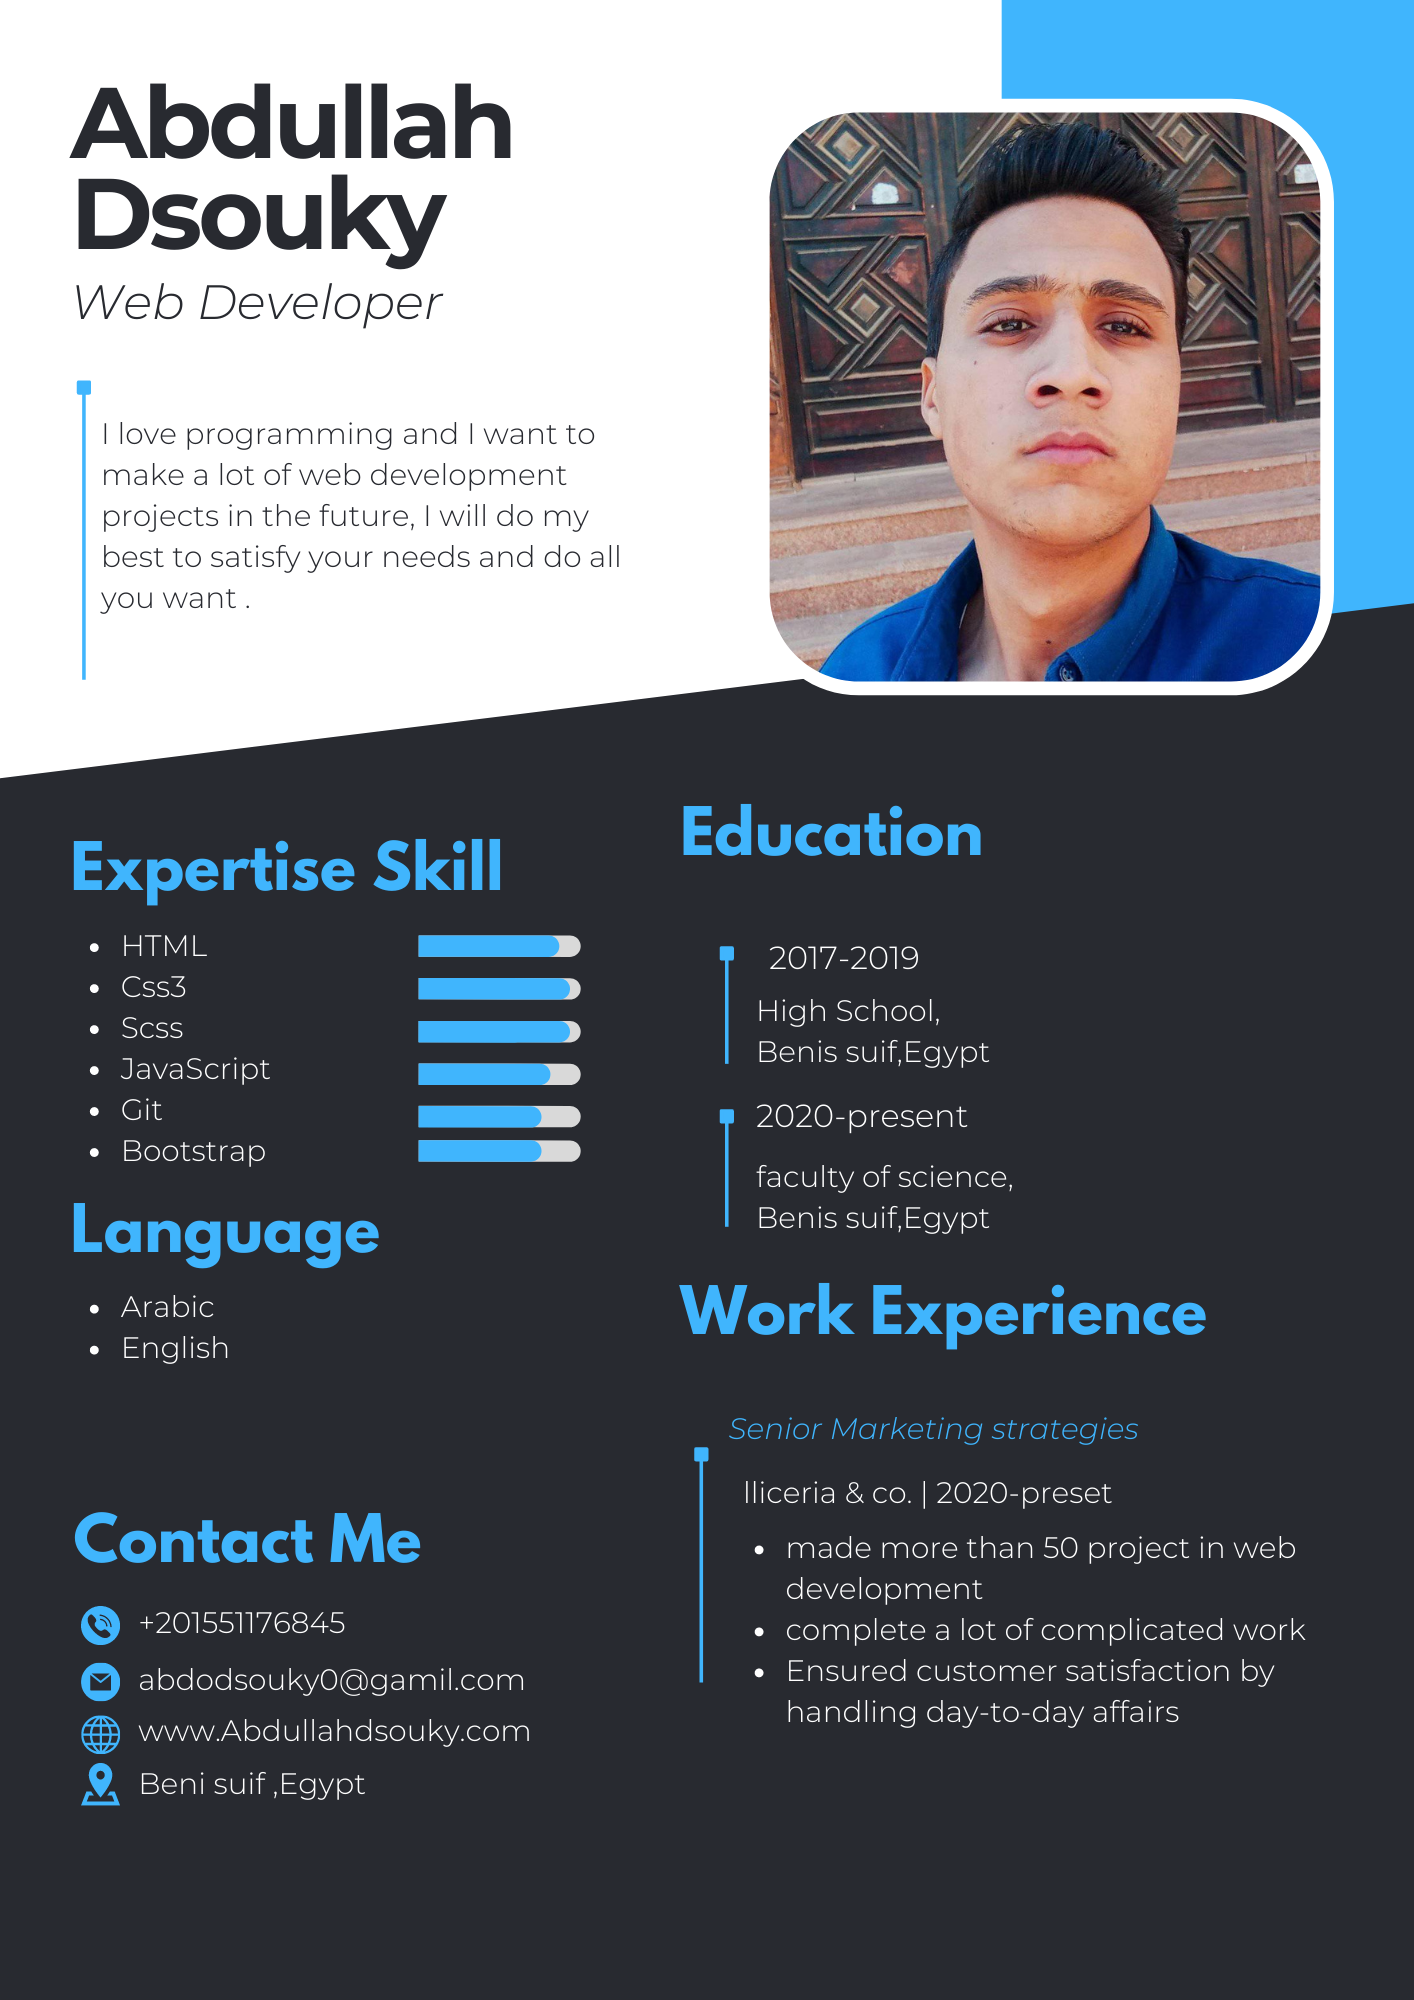 Abdullah
Dsouky
Web Developer
I love programming and I want to
make a lot of web development
projects in the future, I will do my
best to satisfy your needs and do all
you want .
Expertise Skill
HTML
Css3
Scss
JavaScript
Git
Bootstrap
Language
Arabic
English
Contact Me
+201551176845
abdodsouky0@gamil.com
www.Abdullahdsouky.com
Beni suif ,Egypt
Education
2017-2019
High School,
Benis suif,Egypt
2020-present
faculty of science,
Benis suif,Egypt
Work Experience
Senior Marketing strategies
lliceria & co. | 2020-preset
made more than 50 project in web
development
complete a lot of complicated work
Ensured customer satisfaction by
handling day-to-day affairs